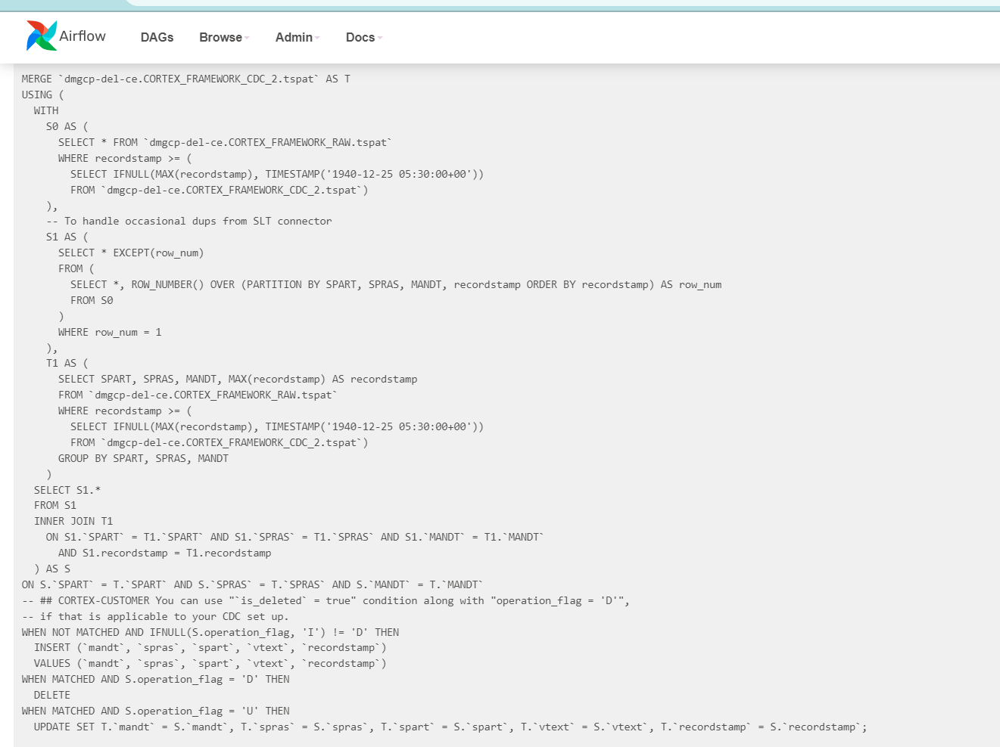 Airflow DAGs Browse Admin Docs
MERGE `dmgcp-del-ce.CORTEX_FRAMEWORK_CDC_2.tspat` AS T
USING (
  WITH
    S0 AS (
      SELECT * FROM `dmgcp-del-ce.CORTEX_FRAMEWORK_RAW.tspat`
      WHERE recordstamp >= (
        SELECT IFNULL(MAX(recordstamp), TIMESTAMP('1940-12-25 05:30:00+00'))
        FROM `dmgcp-del-ce.CORTEX_FRAMEWORK_CDC_2.tspat`)
    ),
    -- To handle occasional dups from SLT connector
    S1 AS (
      SELECT * EXCEPT(row_num)
      FROM (
        SELECT *, ROW_NUMBER() OVER (PARTITION BY SPART, SPRAS, MANDT, recordstamp ORDER BY recordstamp) AS row_num
        FROM S0
      )
      WHERE row_num = 1
    ),
    T1 AS (
      SELECT SPART, SPRAS, MANDT, MAX(recordstamp) AS recordstamp
      FROM `dmgcp-del-ce.CORTEX_FRAMEWORK_RAW.tspat`
      WHERE recordstamp >= (
        SELECT IFNULL(MAX(recordstamp), TIMESTAMP('1940-12-25 05:30:00+00'))
        FROM `dmgcp-del-ce.CORTEX_FRAMEWORK_CDC_2.tspat`)
      GROUP BY SPART, SPRAS, MANDT
    )
  SELECT S1.*
  FROM S1
  INNER JOIN T1
    ON S1.`SPART` = T1.`SPART` AND S1.`SPRAS` = T1.`SPRAS` AND S1.`MANDT` = T1.`MANDT`
      AND S1.recordstamp = T1.recordstamp
  ) AS S
ON S.`SPART` = T.`SPART` AND S.`SPRAS` = T.`SPRAS` AND S.`MANDT` = T.`MANDT`
-- ## CORTEX-CUSTOMER You can use "`is_deleted` = true" condition along with "operation_flag = 'D'",
-- if that is applicable to your CDC set up.
WHEN NOT MATCHED AND IFNULL(S.operation_flag, 'I') != 'D' THEN
  INSERT (`mandt`, `spras`, `spart`, `vtext`, `recordstamp`)
  VALUES (`mandt`, `spras`, `spart`, `vtext`, `recordstamp`)
WHEN MATCHED AND S.operation_flag = 'D' THEN
  DELETE
WHEN MATCHED AND S.operation_flag = 'U' THEN
  UPDATE SET T.`mandt` = S.`mandt`, T.`spras` = S.`spras`, T.`spart` = S.`spart`, T.`vtext` = S.`vtext`, T.`recordstamp` = S.`recordstamp`;